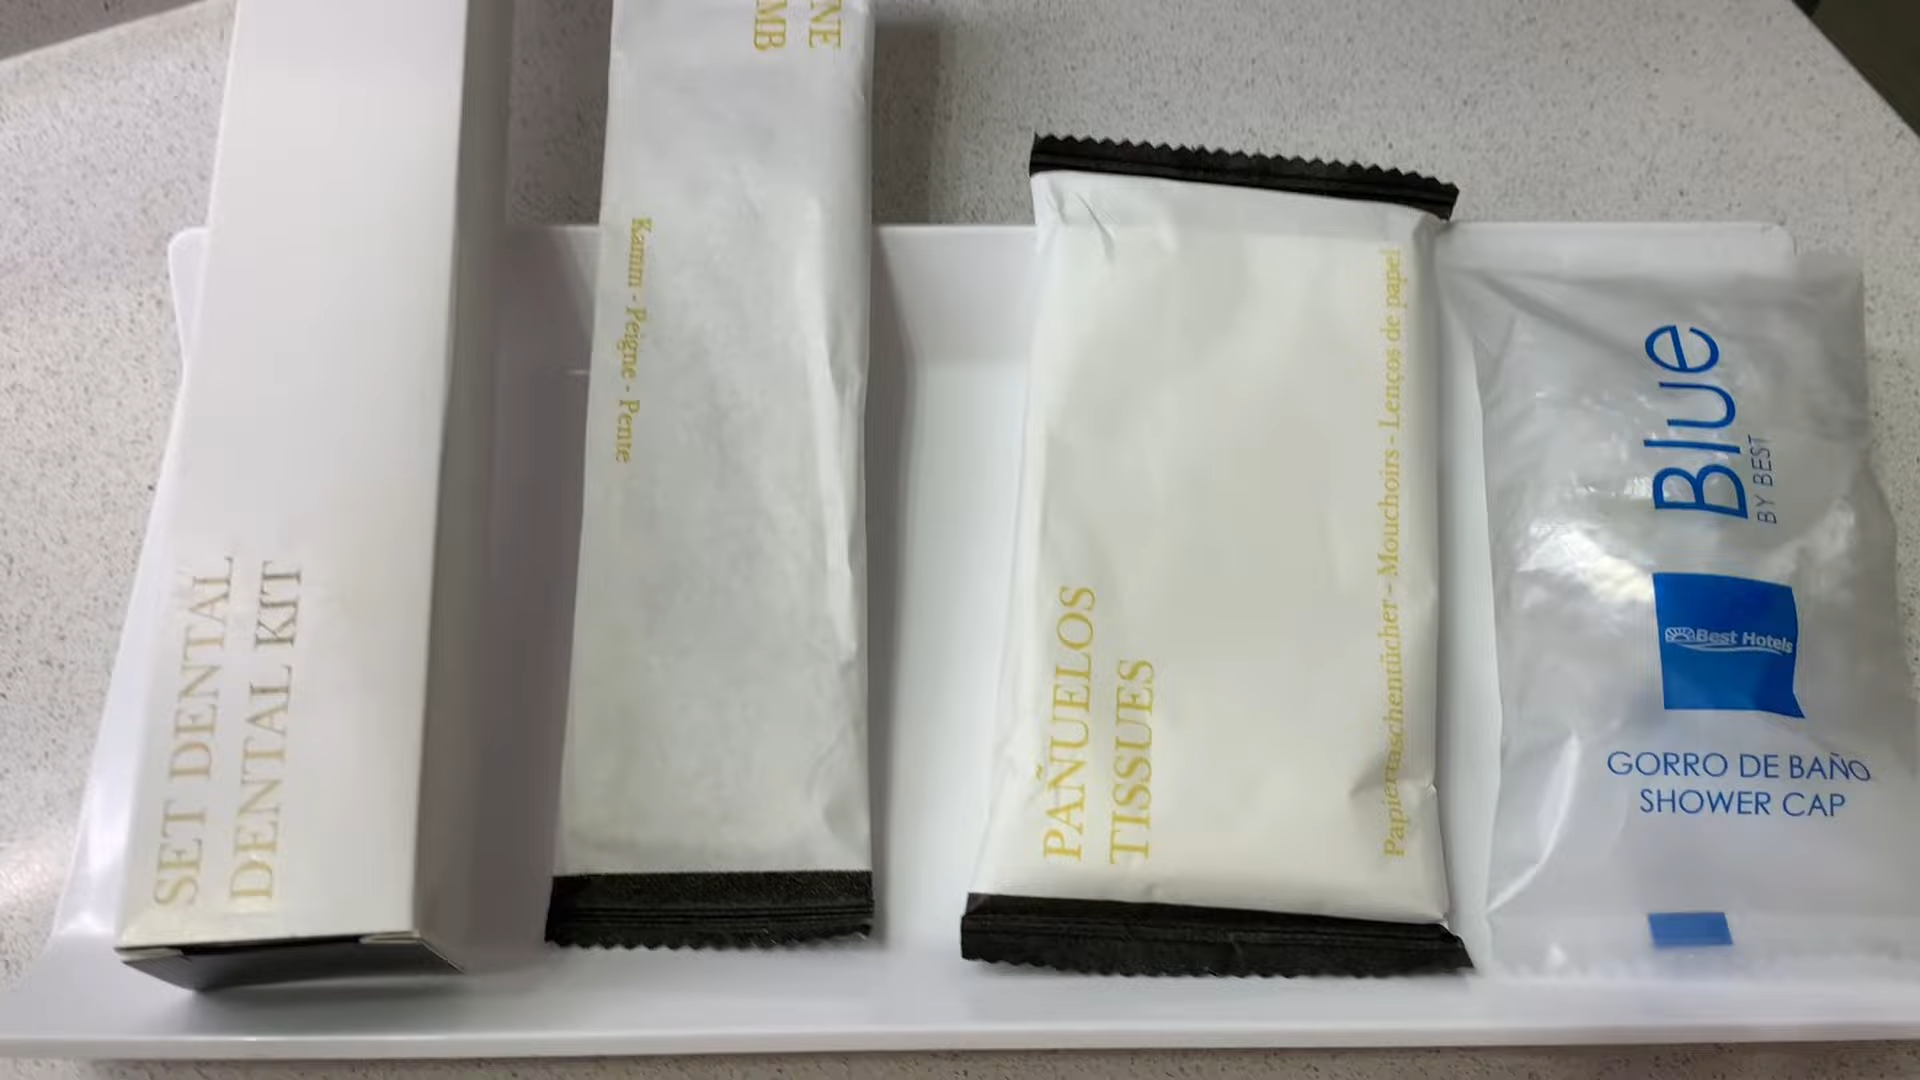 SET DENTAL
DENTAL KIT
Kamm - Peigne - Pente
PAÑUELOS
TISSUES
Papiertaschentücher - Mouchoirs - Lenços de papel
Blue
BY BEST
Best Hotels
GORRO DE BAÑO
SHOWER CAP